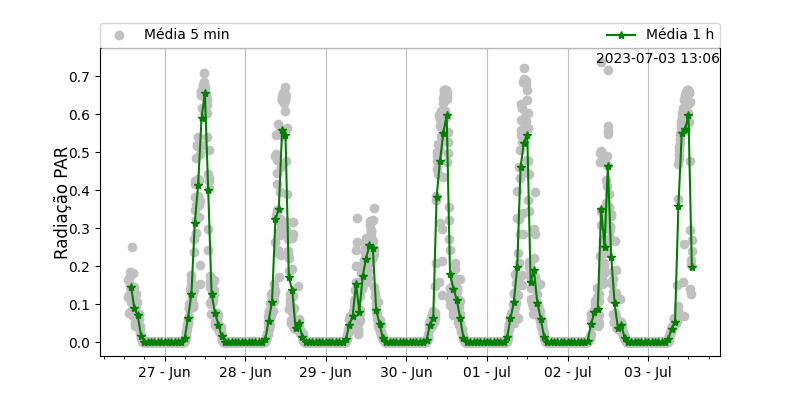 Média 5 min
Média 1 h
2023-07-03 13:06
Radiação PAR
0.7
0.6
0.5
0.4
0.3
0.2
0.1
0.0
27 - Jun
28 - Jun
29 - Jun
30 - Jun
01 - Jul
02 - Jul
03 - Jul